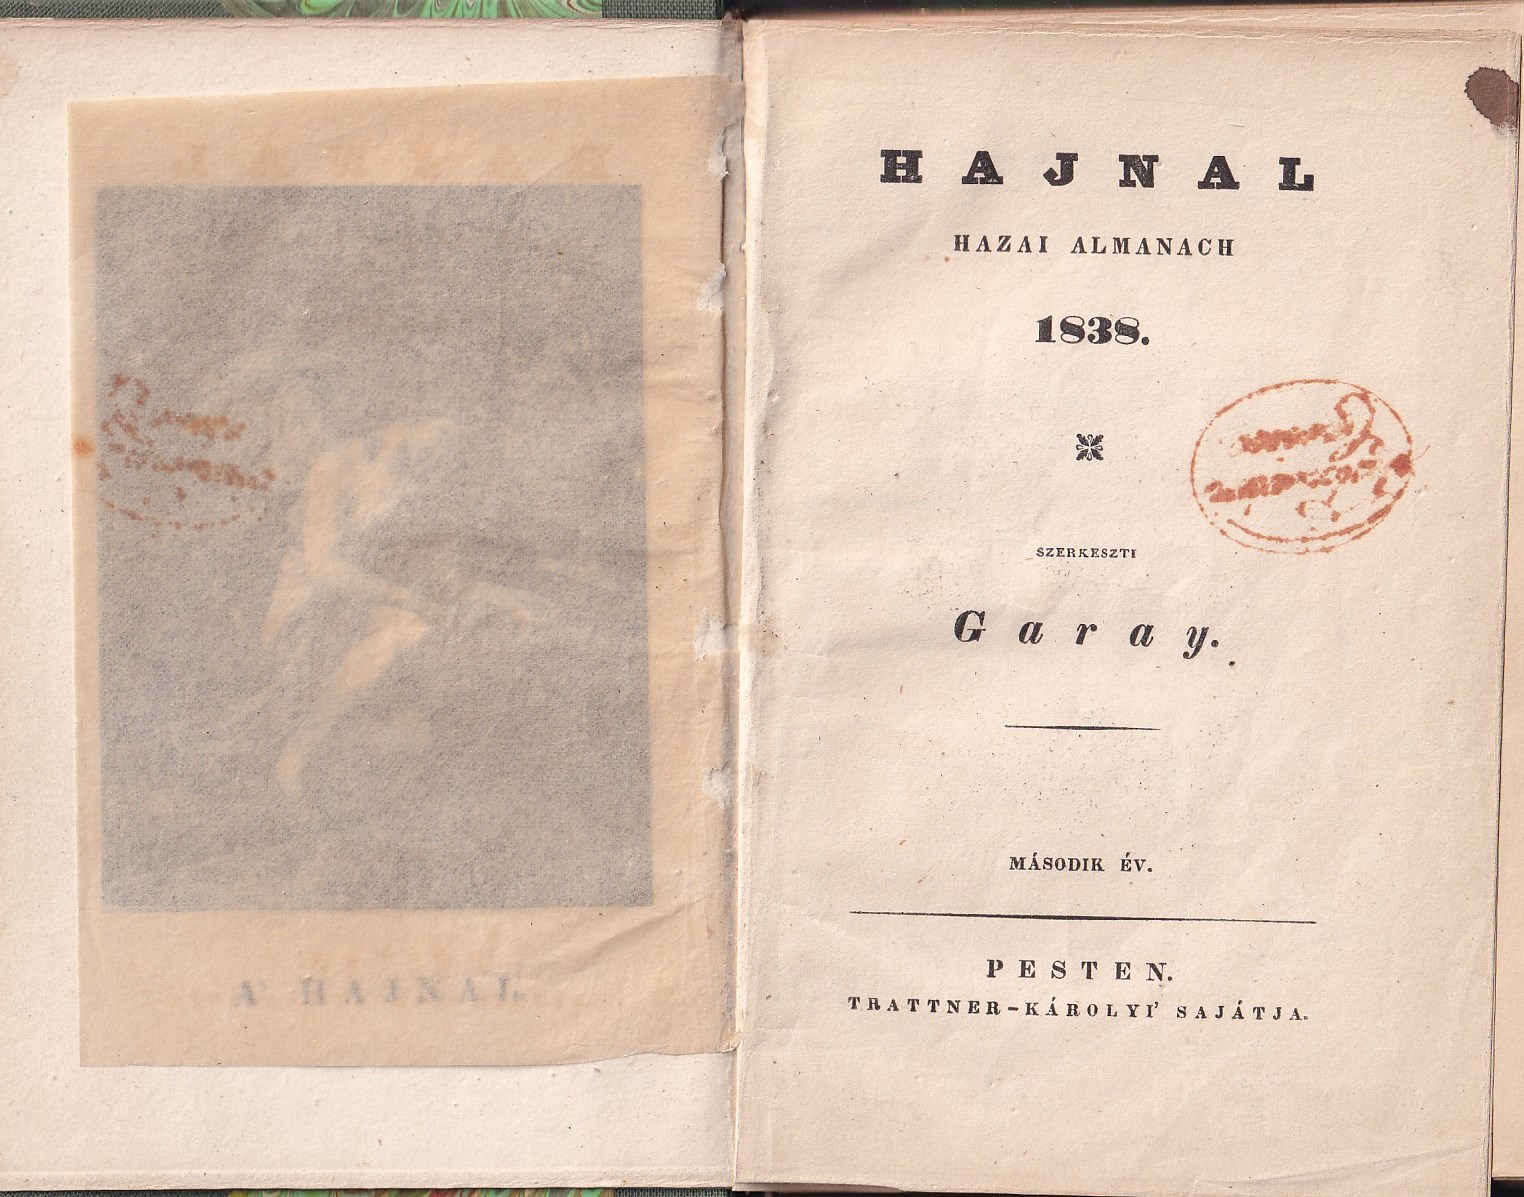 A' HAJNAL.
HAJNAL
HAZAI ALMANACH
1838.
SZERKESZTI
Garay.
MÁSODIK ÉV.
PESTEN.
TRATTNER-KÁROLYI' SAJÁTJA.